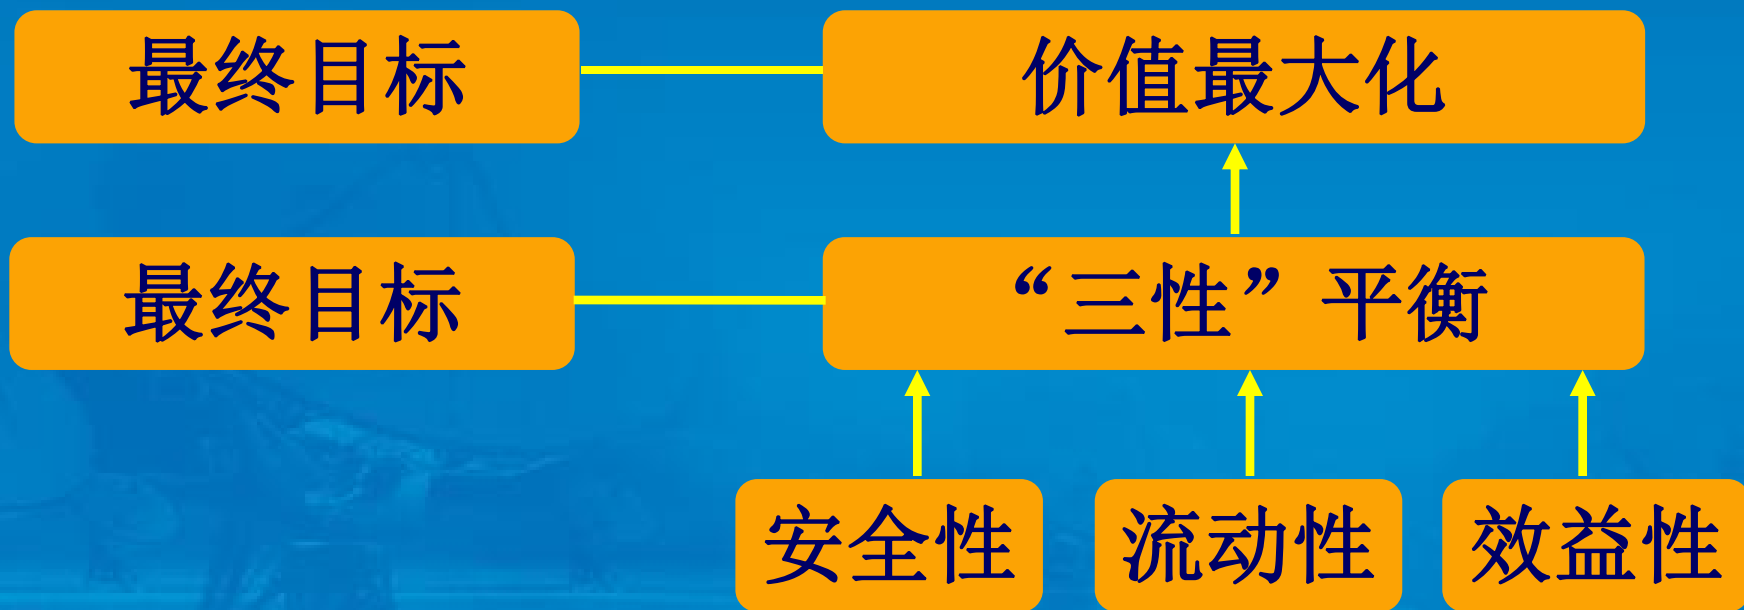 最终目标
价值最大化
最终目标
“三性”平衡
安全性
流动性
效益性